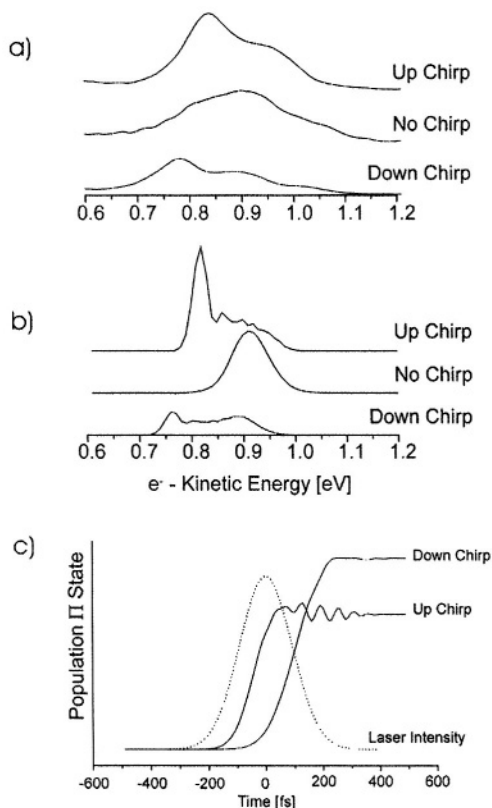 a)
Up Chirp
No Chirp
Down Chirp
0.6 0.7 0.8 0.9 1.0 1.1 1.2
b)
Up Chirp
No Chirp
Down Chirp
0.6 0.7 0.8 0.9 1.0 1.1 1.2
e⁻ - Kinetic Energy [eV]
c)
Down Chirp
Up Chirp
Population Π State
Laser Intensity
-600 -400 -200 0 200 400 600
Time [fs]